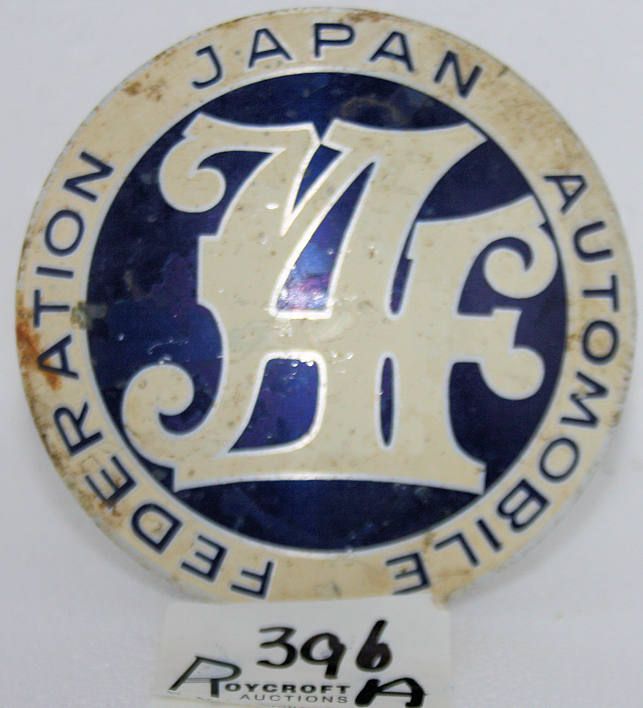 JAPAN AUTOMOBILE FEDERATION
JAF
396
A
ROYCROFT
AUCTIONS